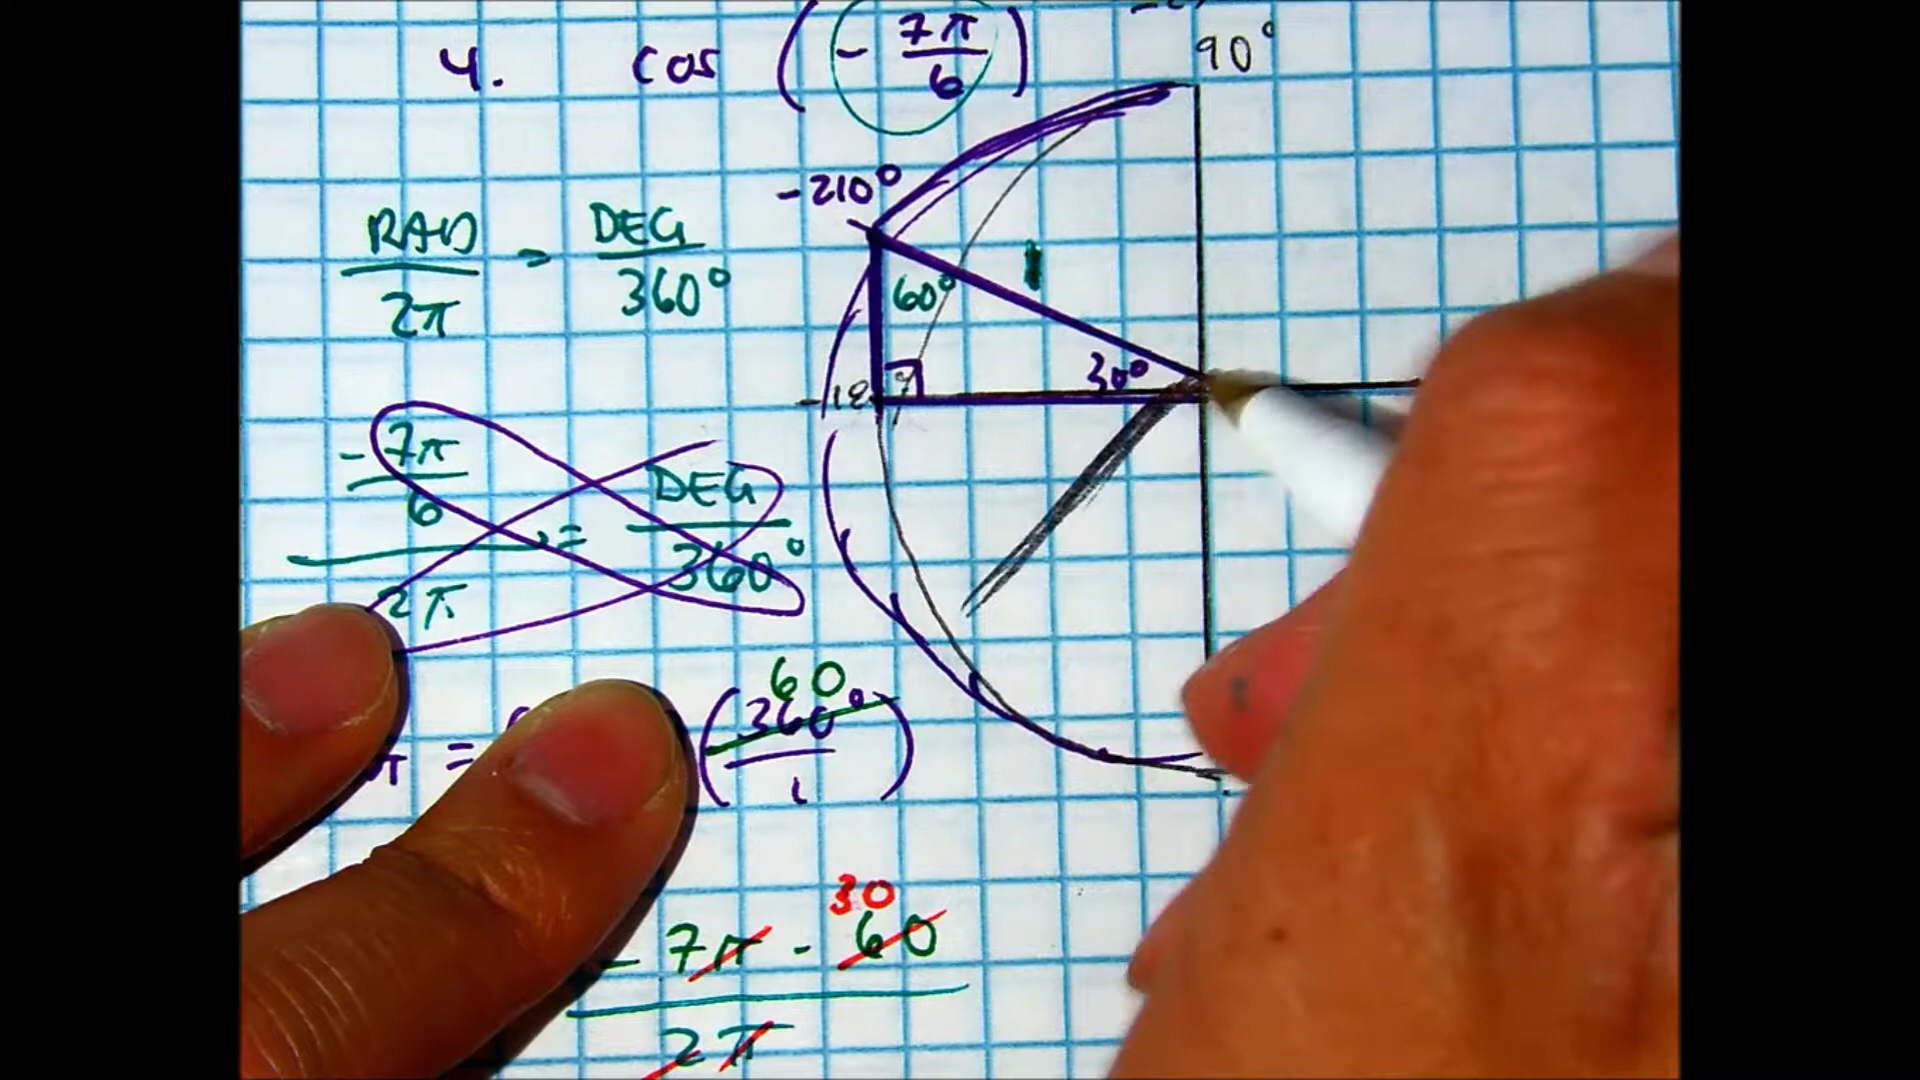 4. cos (- 7π/6)
90°
-210°
RAD/2π = DEG/360°
60°
1
30°
-7π/6 / 2π = DEG/360°
60
π = (360°/1)
30
- 7π · 60
2π